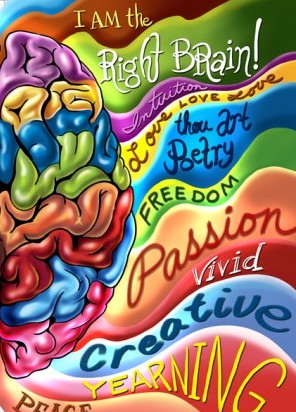 I AM the
Right BRain!
Intuition
Love LOVE Love
thou art
Poetry
FREEDOM
Passion
Vivid
Creative
YEARNING
PEACE